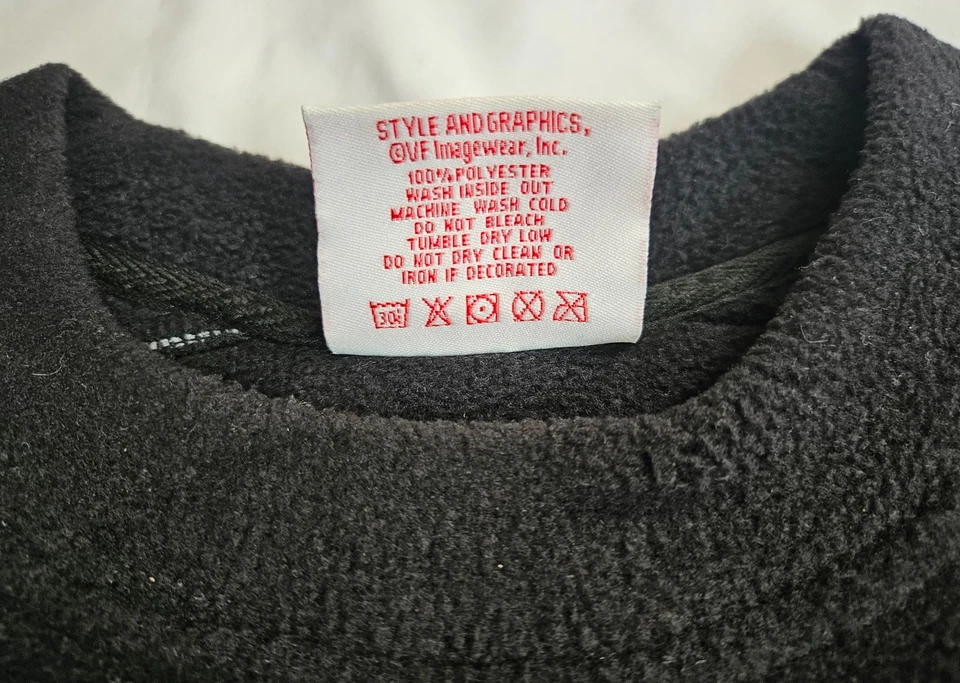 STYLE AND GRAPHICS,
©VF Imagewear, Inc.
100% POLYESTER
WASH INSIDE OUT
MACHINE WASH COLD
DO NOT BLEACH
TUMBLE DRY LOW
DO NOT DRY CLEAN OR
IRON IF DECORATED
30°